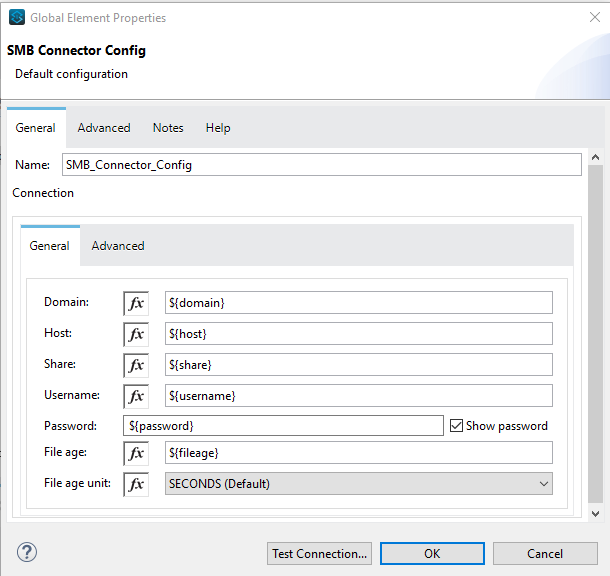 Global Element Properties
SMB Connector Config
Default configuration
General Advanced Notes Help
Name: SMB_Connector_Config
Connection
General Advanced
Domain: fx ${domain}
Host: fx ${host}
Share: fx ${share}
Username: fx ${username}
Password: ${password} Show password
File age: fx ${fileage}
File age unit: fx SECONDS (Default)
? Test Connection... OK Cancel